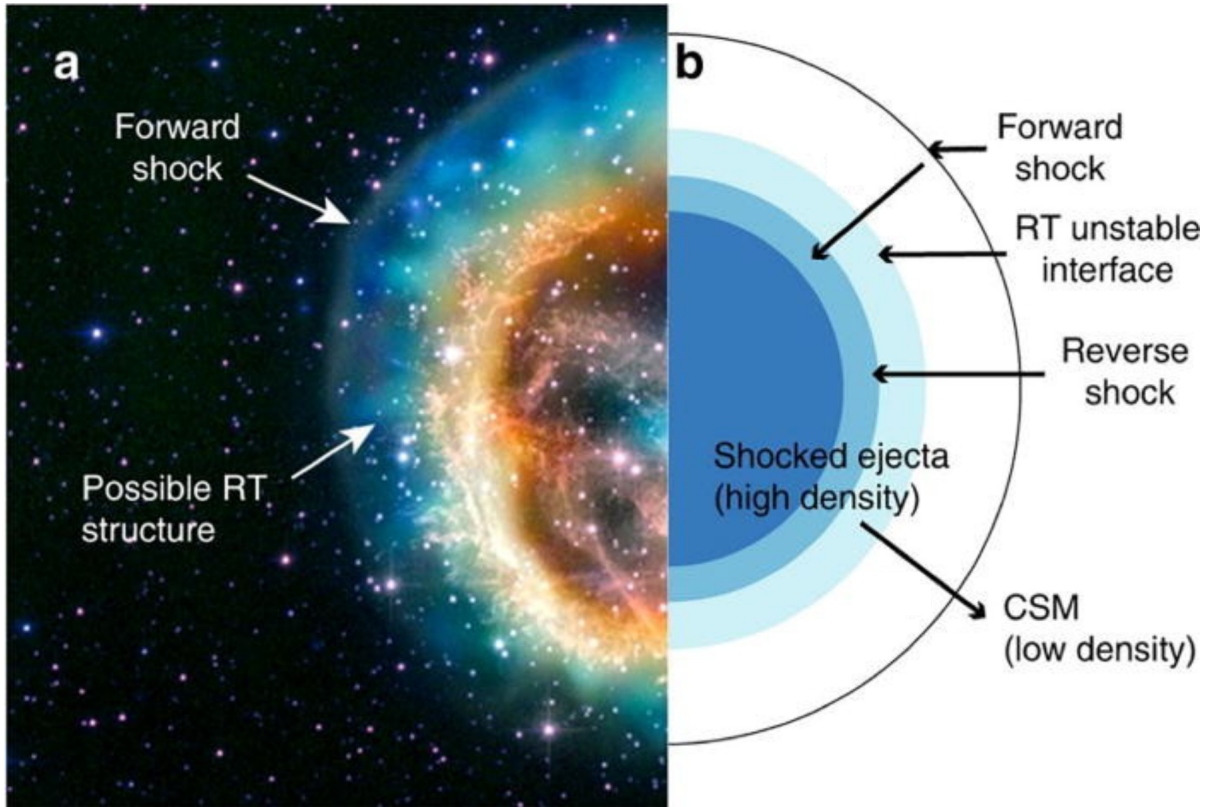 a
Forward
shock
Possible RT
structure
b
Forward
shock
RT unstable
interface
Reverse
shock
Shocked ejecta
(high density)
CSM
(low density)